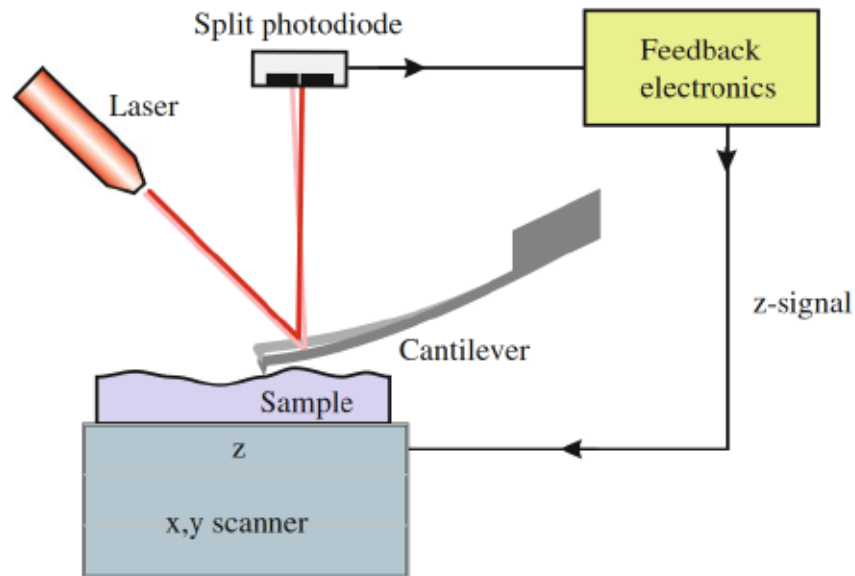 Split photodiode
Feedback
electronics
Laser
z-signal
Cantilever
Sample
z
x,y scanner